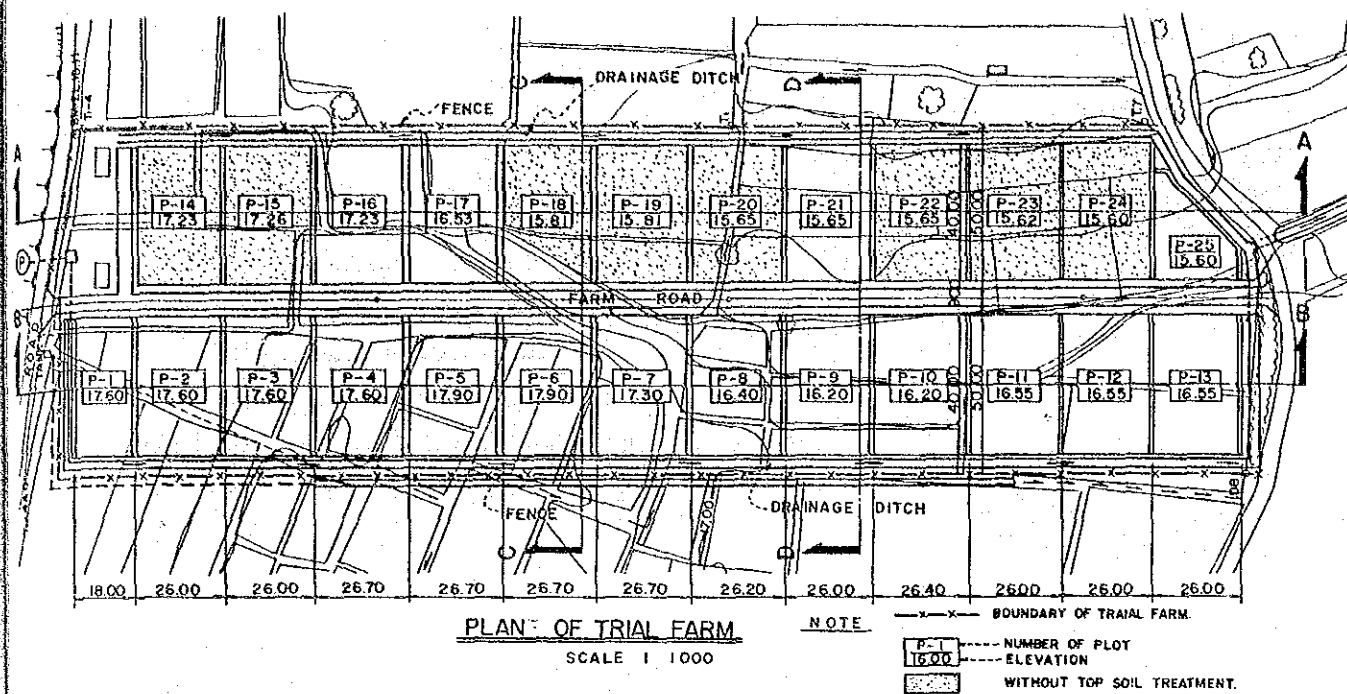 T-4
DRAINAGE DITCH
FENCE
C
D
T7
A
A
P-14
17.23
P-15
17.26
P-16
17.23
P-17
16.53
P-18
15.81
P-19
15.81
P-20
15.65
P-21
15.65
P-22
15.65
P-23
15.62
P-24
15.60
P-25
15.60
40.00
50.00
P
FARM ROAD
B
B
ROAD
P-1
17.60
P-2
17.60
P-3
17.60
P-4
17.60
P-5
17.90
P-6
17.90
P-7
17.30
P-8
16.40
P-9
16.20
P-10
16.20
P-11
16.55
P-12
16.55
P-13
16.55
40.00
50.00
FENCE
17.00
DRAINAGE DITCH
C
D
18.00 26.00 26.00 26.70 26.70 26.70 26.70 26.20 26.00 26.40 26.00 26.00 26.00
PLAN OF TRIAL FARM
SCALE 1 1000
NOTE
—x—x— BOUNDARY OF TRAIAL FARM.
P-1 ----- NUMBER OF PLOT
16.00 ----- ELEVATION
WITHOUT TOP SOIL TREATMENT.